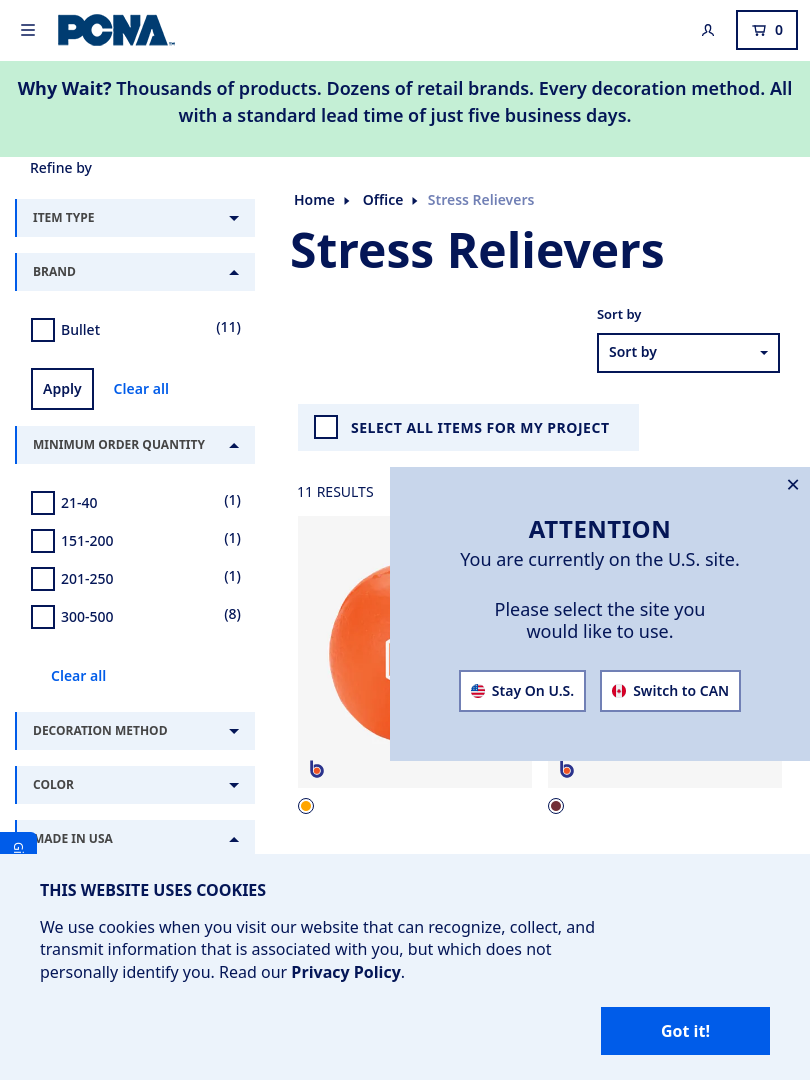 PCNA
0
Why Wait? Thousands of products. Dozens of retail brands. Every decoration method. All
with a standard lead time of just five business days.
Refine by
ITEM TYPE
BRAND
Bullet
(11)
Apply
Clear all
MINIMUM ORDER QUANTITY
21-40
(1)
151-200
(1)
201-250
(1)
300-500
(8)
Clear all
DECORATION METHOD
COLOR
MADE IN USA
Home
Office
Stress Relievers
Stress Relievers
Sort by
Sort by
SELECT ALL ITEMS FOR MY PROJECT
11 RESULTS
ATTENTION
You are currently on the U.S. site.
Please select the site you
would like to use.
Stay On U.S.
Switch to CAN
THIS WEBSITE USES COOKIES
We use cookies when you visit our website that can recognize, collect, and
transmit information that is associated with you, but which does not
personally identify you. Read our Privacy Policy.
Got it!